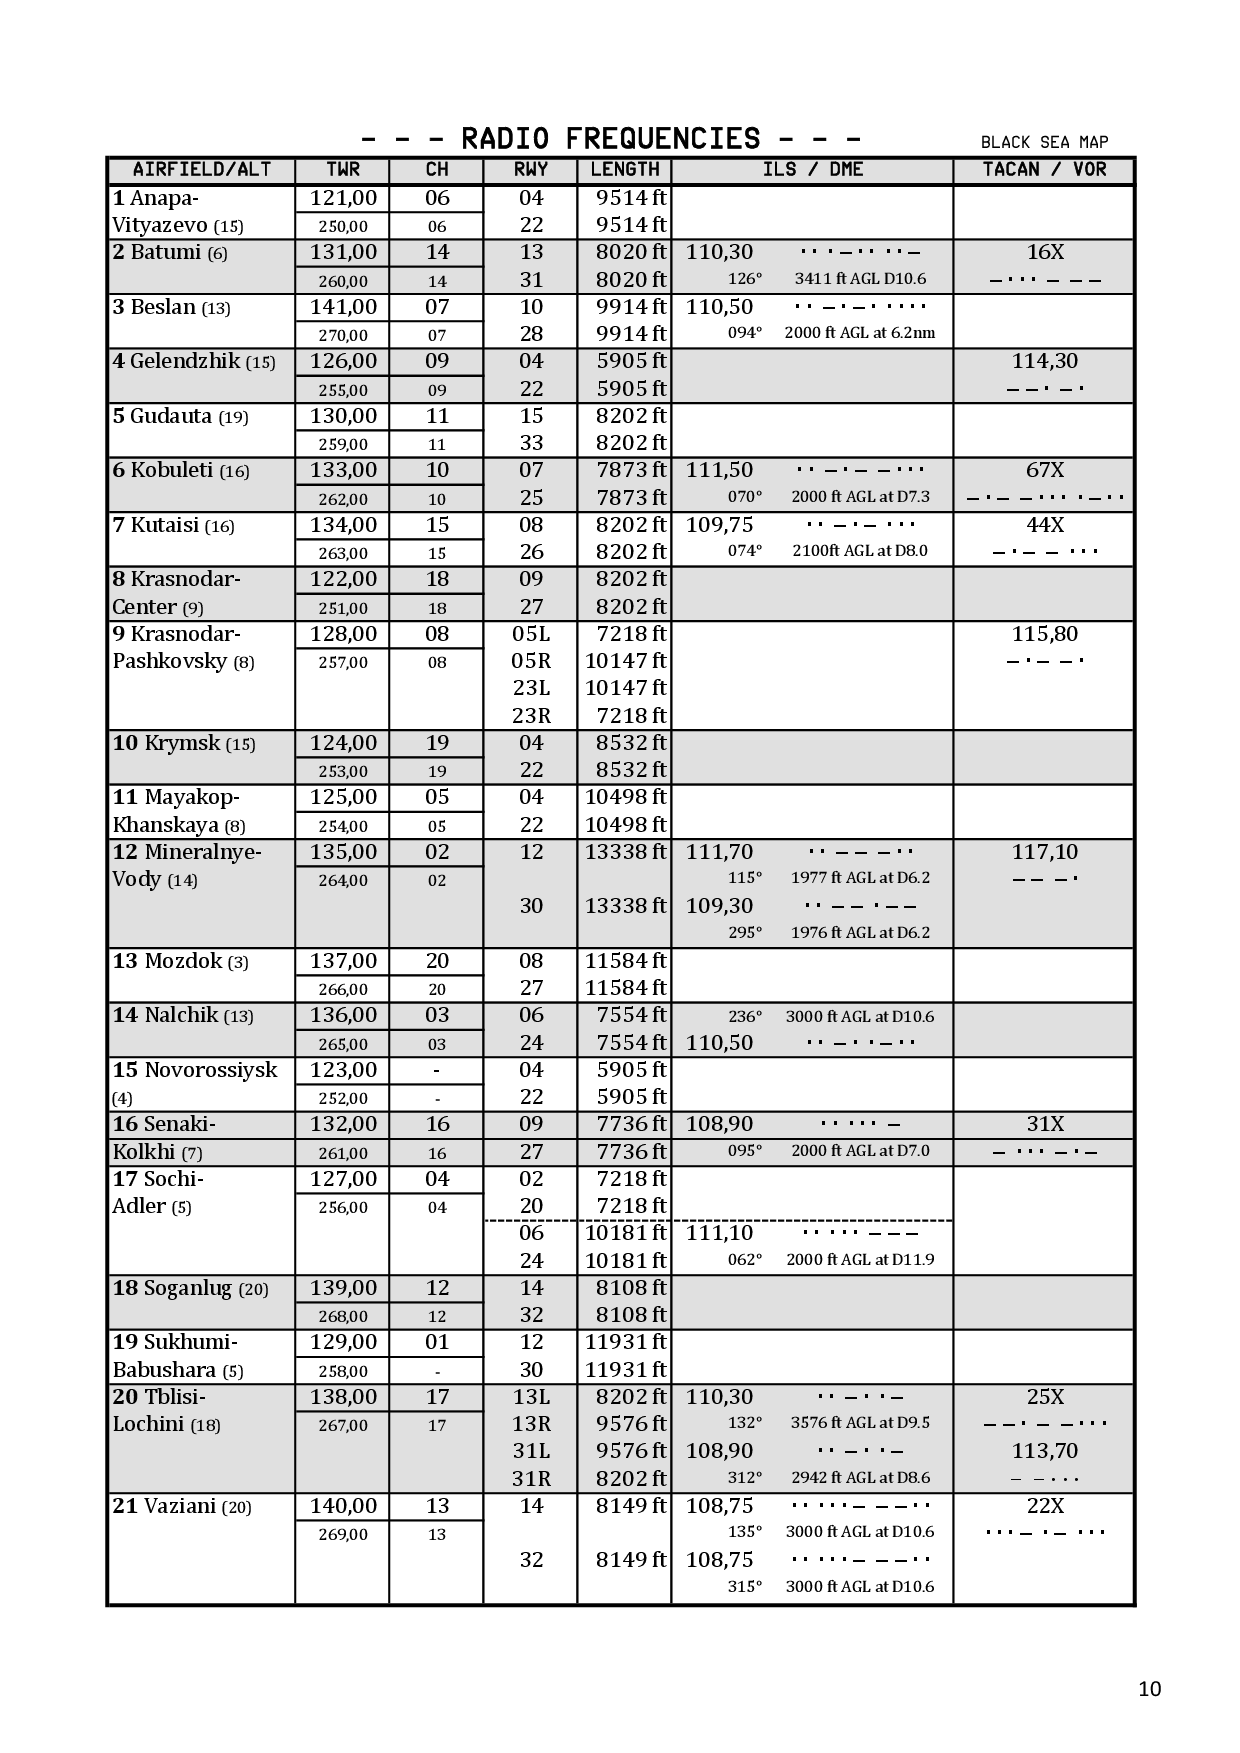 - - - RADIO FREQUENCIES - - - BLACK SEA MAP
AIRFIELD/ALT TWR CH RWY LENGTH ILS / DME TACAN / VOR
1 Anapa- 121,00 06 04 9514 ft
Vityazevo (15) 250,00 06 22 9514 ft
2 Batumi (6) 131,00 14 13 8020 ft 110,30 · · · – · · · · – 16X
260,00 14 31 8020 ft 126° 3411 ft AGL D10.6 – · · · – – –
3 Beslan (13) 141,00 07 10 9914 ft 110,50 · · – · – · · · · ·
270,00 07 28 9914 ft 094° 2000 ft AGL at 6.2nm
4 Gelendzhik (15) 126,00 09 04 5905 ft 114,30
255,00 09 22 5905 ft – – · – ·
5 Gudauta (19) 130,00 11 15 8202 ft
259,00 11 33 8202 ft
6 Kobuleti (16) 133,00 10 07 7873 ft 111,50 · · – · – – · · · 67X
262,00 10 25 7873 ft 070° 2000 ft AGL at D7.3 – · – – · · · · – · ·
7 Kutaisi (16) 134,00 15 08 8202 ft 109,75 · · – · – · · · 44X
263,00 15 26 8202 ft 074° 2100ft AGL at D8.0 – · – – · · ·
8 Krasnodar- 122,00 18 09 8202 ft
Center (9) 251,00 18 27 8202 ft
9 Krasnodar- 128,00 08 05L 7218 ft 115,80
Pashkovsky (8) 257,00 08 05R 10147 ft – · – – ·
23L 10147 ft
23R 7218 ft
10 Krymsk (15) 124,00 19 04 8532 ft
253,00 19 22 8532 ft
11 Mayakop- 125,00 05 04 10498 ft
Khanskaya (8) 254,00 05 22 10498 ft
12 Mineralnye- 135,00 02 12 13338 ft 111,70 · · – – – · · 117,10
Vody (14) 264,00 02 115° 1977 ft AGL at D6.2 – – – ·
30 13338 ft 109,30 · · – – · – –
295° 1976 ft AGL at D6.2
13 Mozdok (3) 137,00 20 08 11584 ft
266,00 20 27 11584 ft
14 Nalchik (13) 136,00 03 06 7554 ft 236° 3000 ft AGL at D10.6
265,00 03 24 7554 ft 110,50 · · – · · – · ·
15 Novorossiysk 123,00 - 04 5905 ft
(4) 252,00 - 22 5905 ft
16 Senaki- 132,00 16 09 7736 ft 108,90 · · · · · – 31X
Kolkhi (7) 261,00 16 27 7736 ft 095° 2000 ft AGL at D7.0 – · · · – · –
17 Sochi- 127,00 04 02 7218 ft
Adler (5) 256,00 04 20 7218 ft
06 10181 ft 111,10 · · · · · – – –
24 10181 ft 062° 2000 ft AGL at D11.9
18 Soganlug (20) 139,00 12 14 8108 ft
268,00 12 32 8108 ft
19 Sukhumi- 129,00 01 12 11931 ft
Babushara (5) 258,00 - 30 11931 ft
20 Tblisi- 138,00 17 13L 8202 ft 110,30 · · – · · – 25X
Lochini (18) 267,00 17 13R 9576 ft 132° 3576 ft AGL at D9.5 – – · – – · · ·
31L 9576 ft 108,90 · · – · · – 113,70
31R 8202 ft 312° 2942 ft AGL at D8.6 – – · · ·
21 Vaziani (20) 140,00 13 14 8149 ft 108,75 · · · · · – – – · · 22X
269,00 13 135° 3000 ft AGL at D10.6 · · · – · – · · ·
32 8149 ft 108,75 · · · · · – – – · ·
315° 3000 ft AGL at D10.6
10